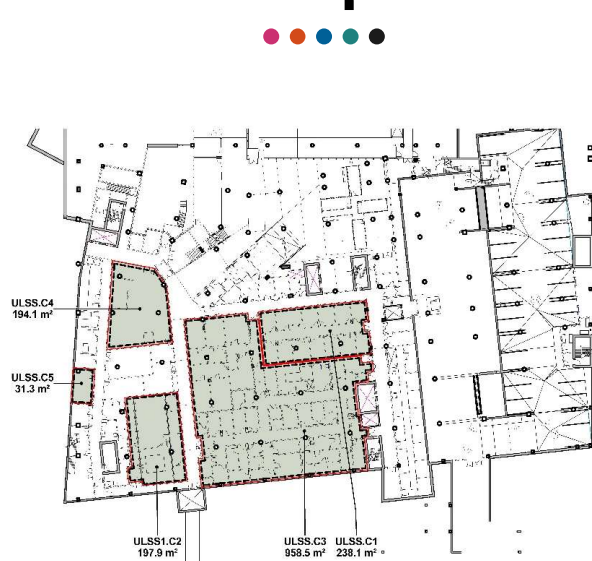 ULSS.C4
194.1 m²
ULSS.C5
31.3 m²
ULSS1.C2
197.9 m²
ULSS.C3
958.5 m²
ULSS.C1
238.1 m²